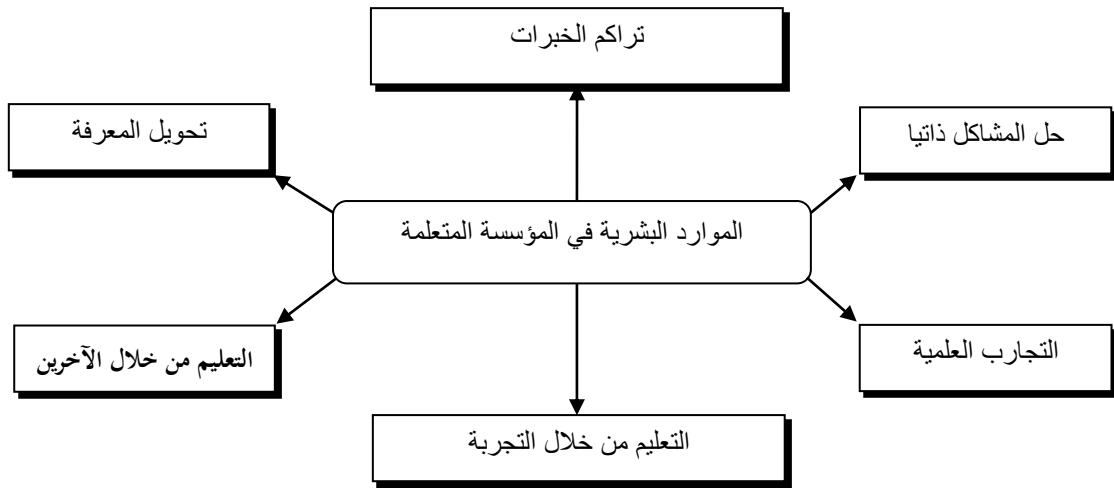 تراكم الخبرات
حل المشاكل ذاتيا
تحويل المعرفة
الموارد البشرية في المؤسسة المتعلمة
التجارب العلمية
التعليم من خلال الآخرين
التعليم من خلال التجربة